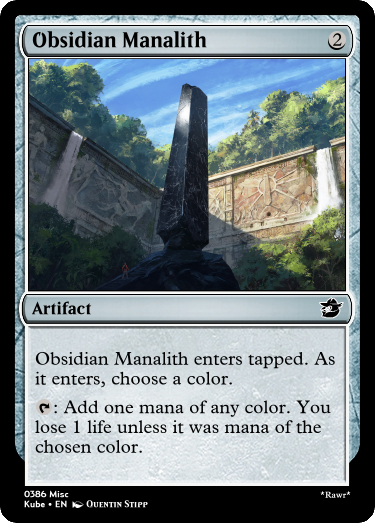 Obsidian Manalith 2
Artifact
Obsidian Manalith enters tapped. As
it enters, choose a color.
: Add one mana of any color. You
lose 1 life unless it was mana of the
chosen color.
0386 Misc
Kube • EN Quentin Stipp
*Rawr*